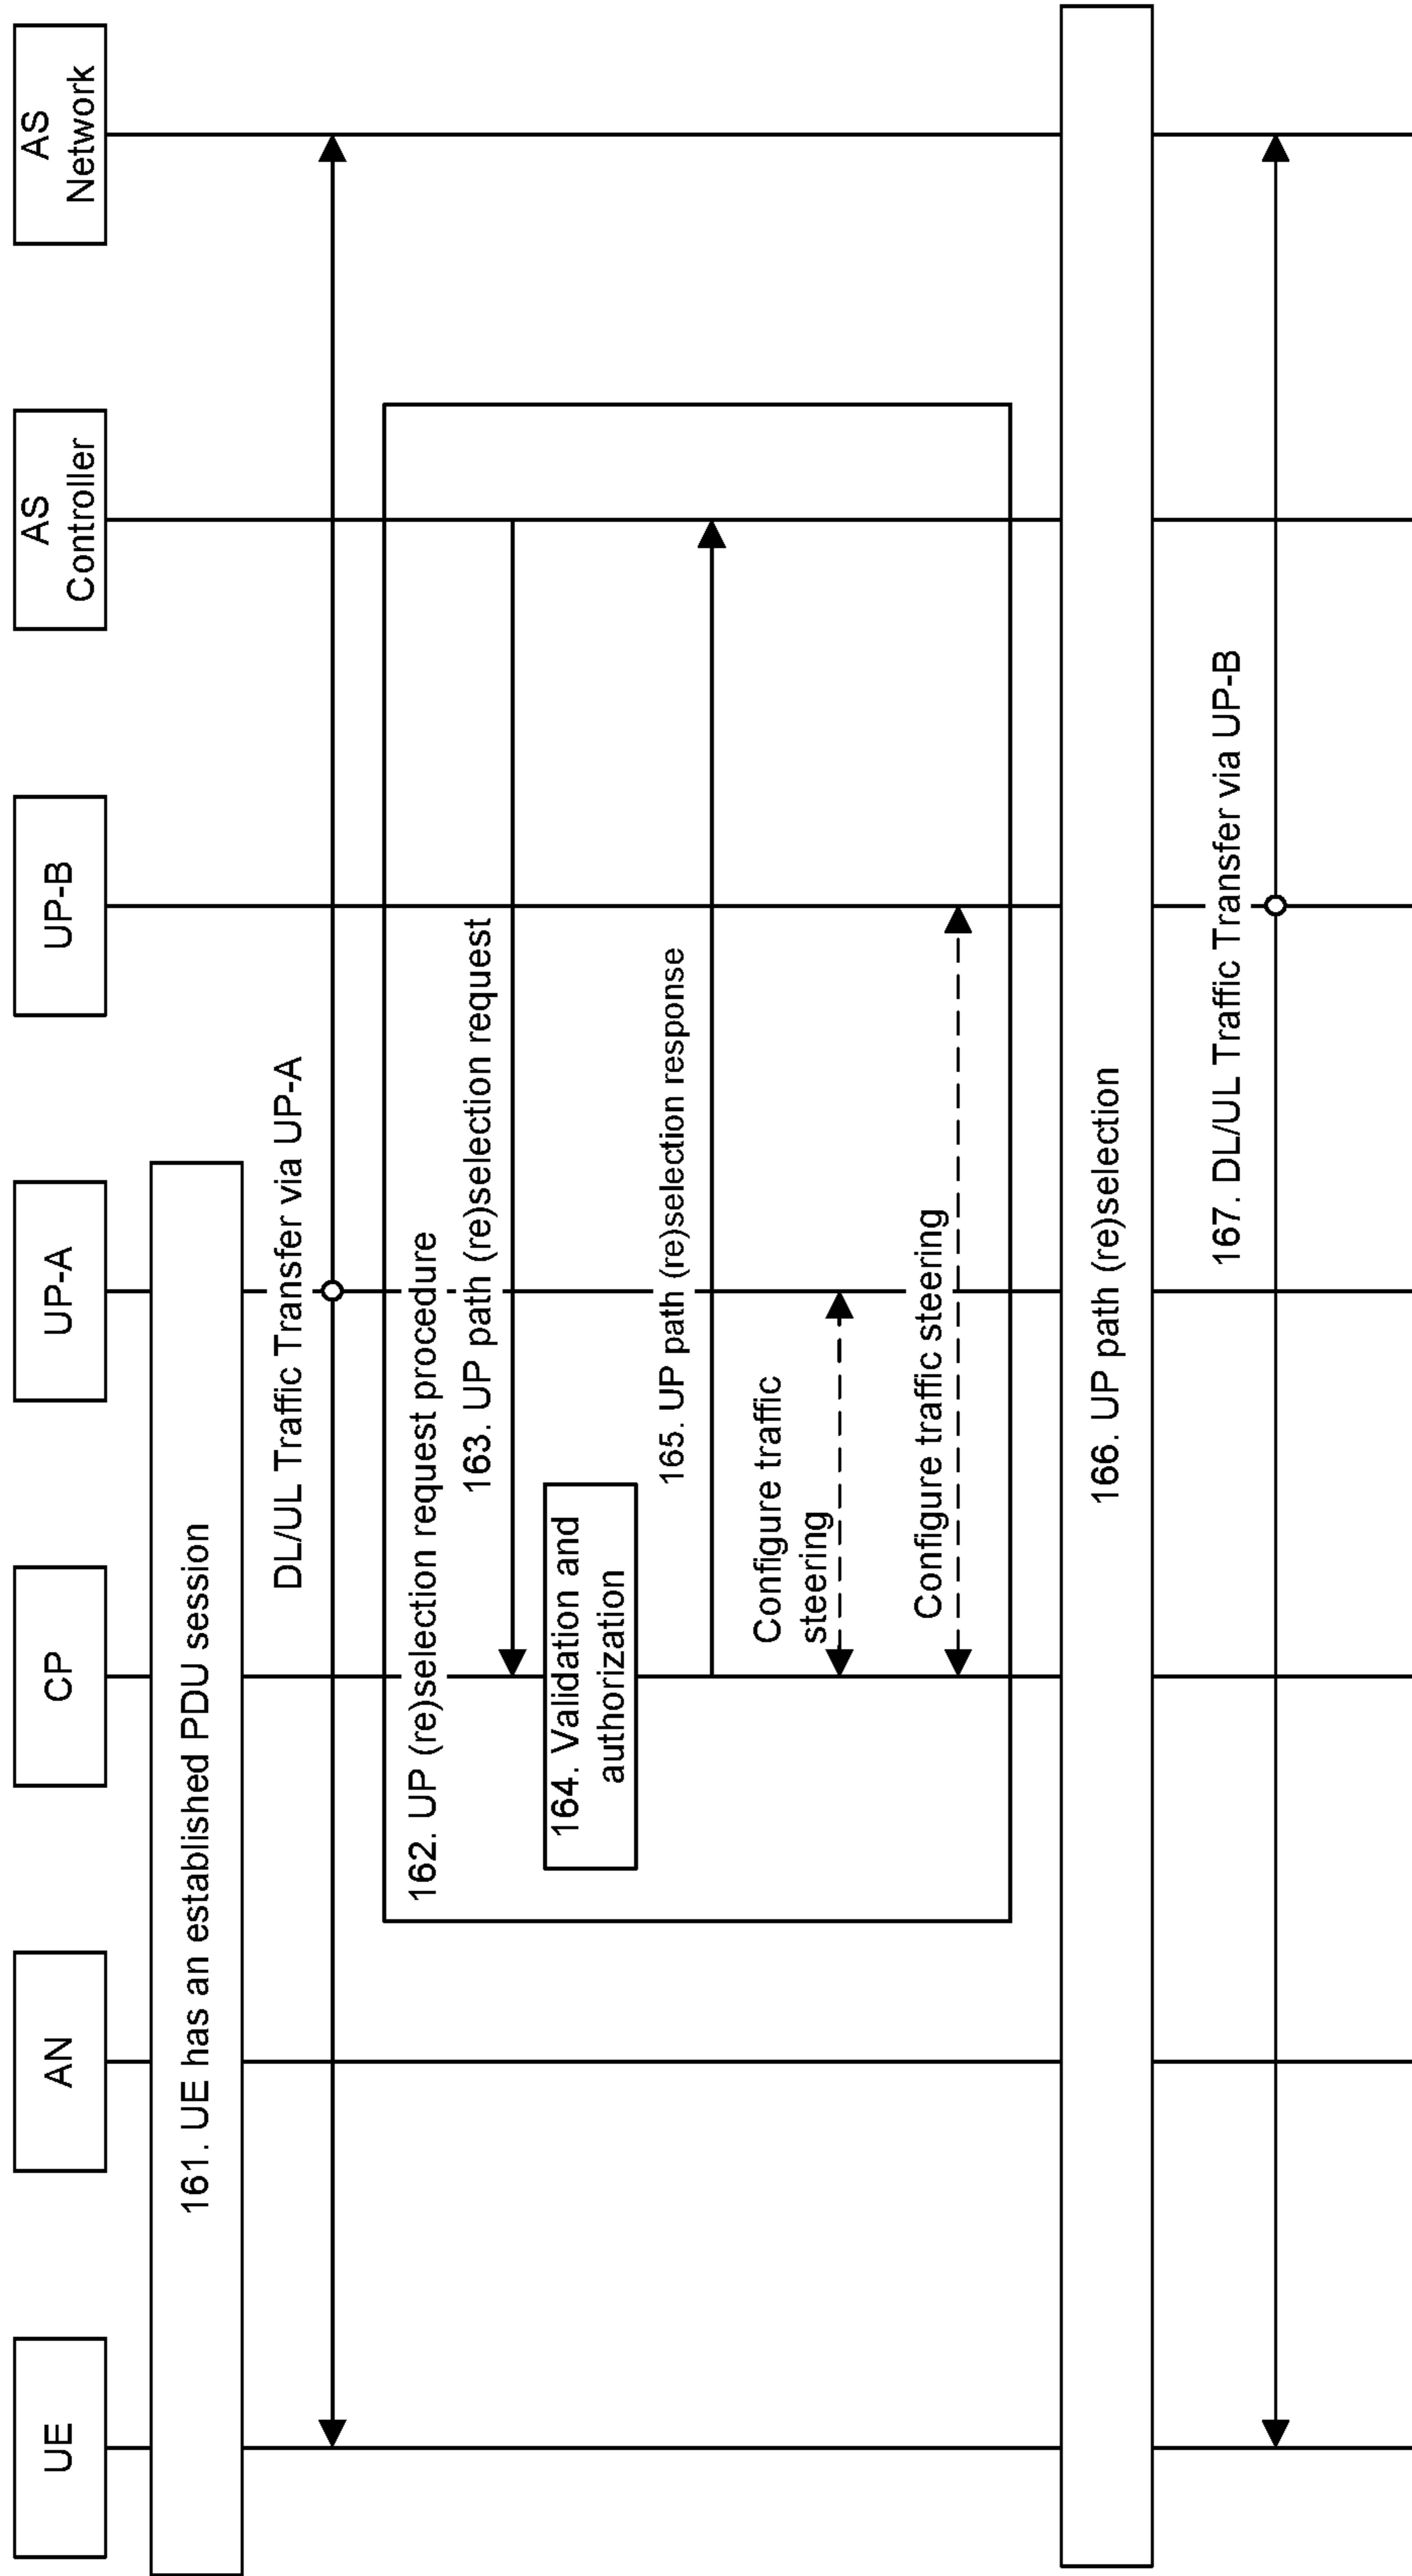 UE
AN
CP
UP-A
UP-B
AS
Controller
AS
Network
161. UE has an established PDU session
DL/UL Traffic Transfer via UP-A
162. UP (re)selection request procedure
163. UP path (re)selection request
164. Validation and
authorization
165. UP path (re)selection response
Configure traffic
steering
Configure traffic steering
166. UP path (re)selection
167. DL/UL Traffic Transfer via UP-B